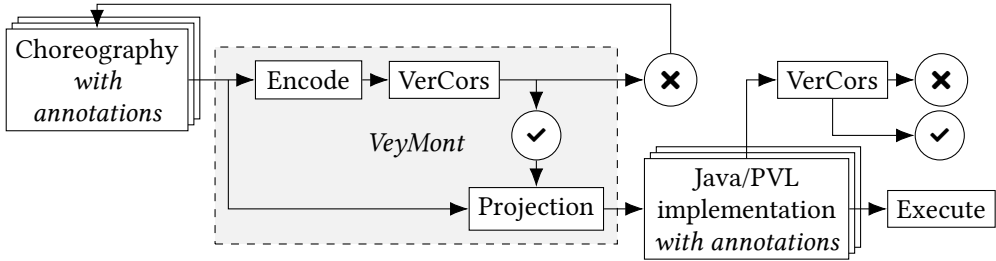 Choreography
with
annotations
Encode
VerCors
VeyMont
Projection
VerCors
Java/PVL
implementation
with annotations
Execute